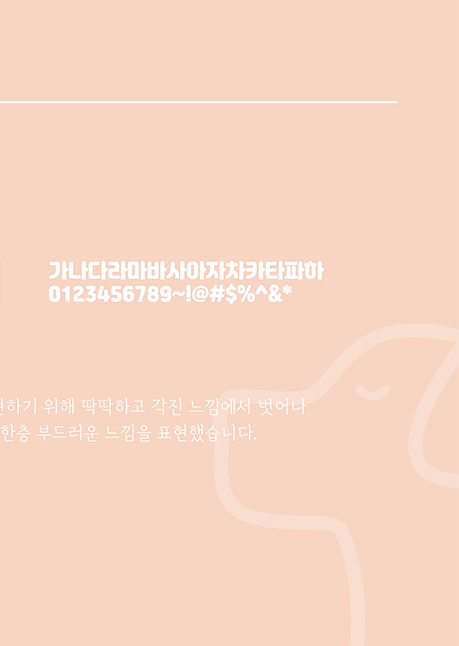 가나다라마바사아자차카타파하
0123456789~!@#$%^&*
하기 위해 딱딱하고 각진 느낌에서 벗어나
한층 부드러운 느낌을 표현했습니다.